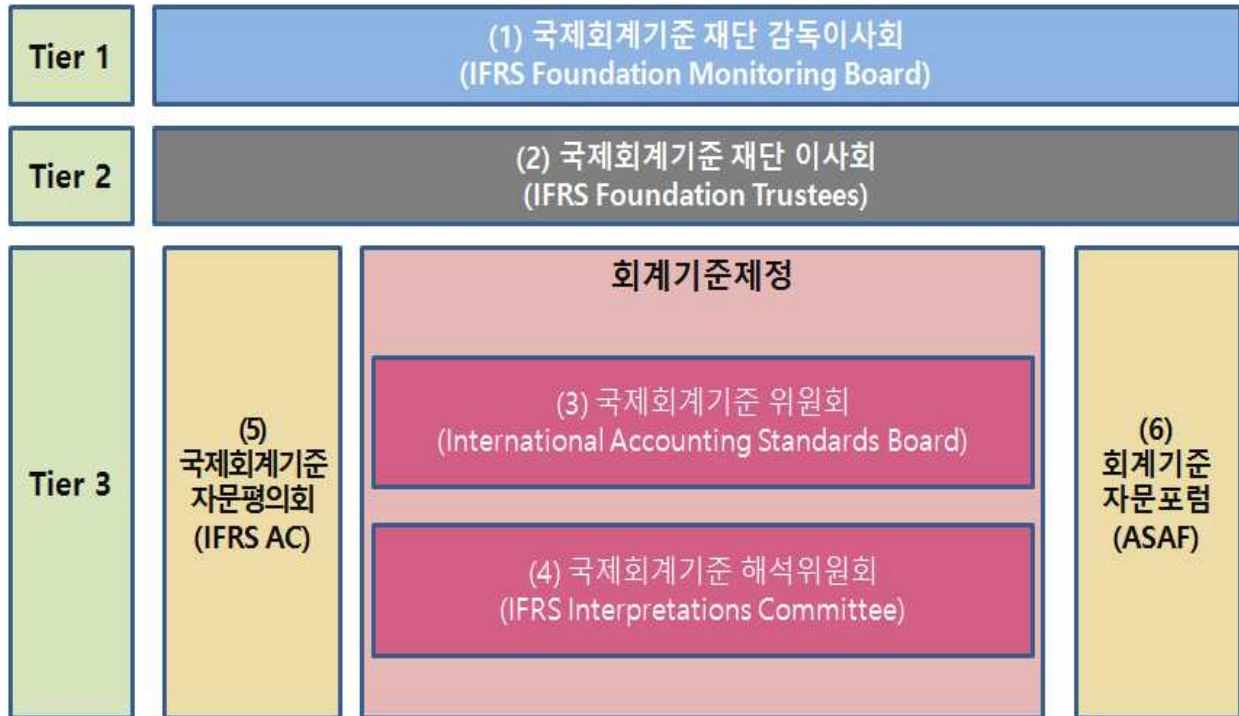 Tier 1
(1) 국제회계기준 재단 감독이사회
(IFRS Foundation Monitoring Board)
Tier 2
(2) 국제회계기준 재단 이사회
(IFRS Foundation Trustees)
Tier 3
(5)
국제회계기준
자문평의회
(IFRS AC)
회계기준제정
(3) 국제회계기준 위원회
(International Accounting Standards Board)
(4) 국제회계기준 해석위원회
(IFRS Interpretations Committee)
(6)
회계기준
자문포럼
(ASAF)